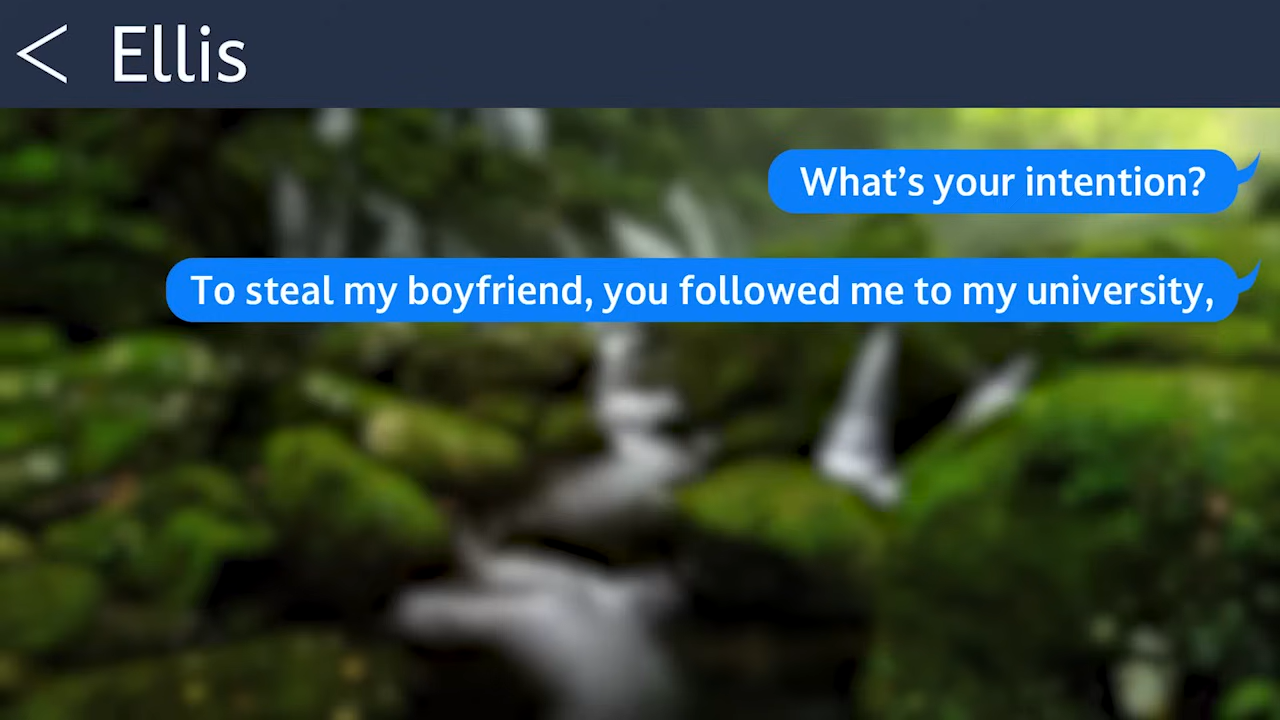 < Ellis
What’s your intention?
To steal my boyfriend, you followed me to my university,